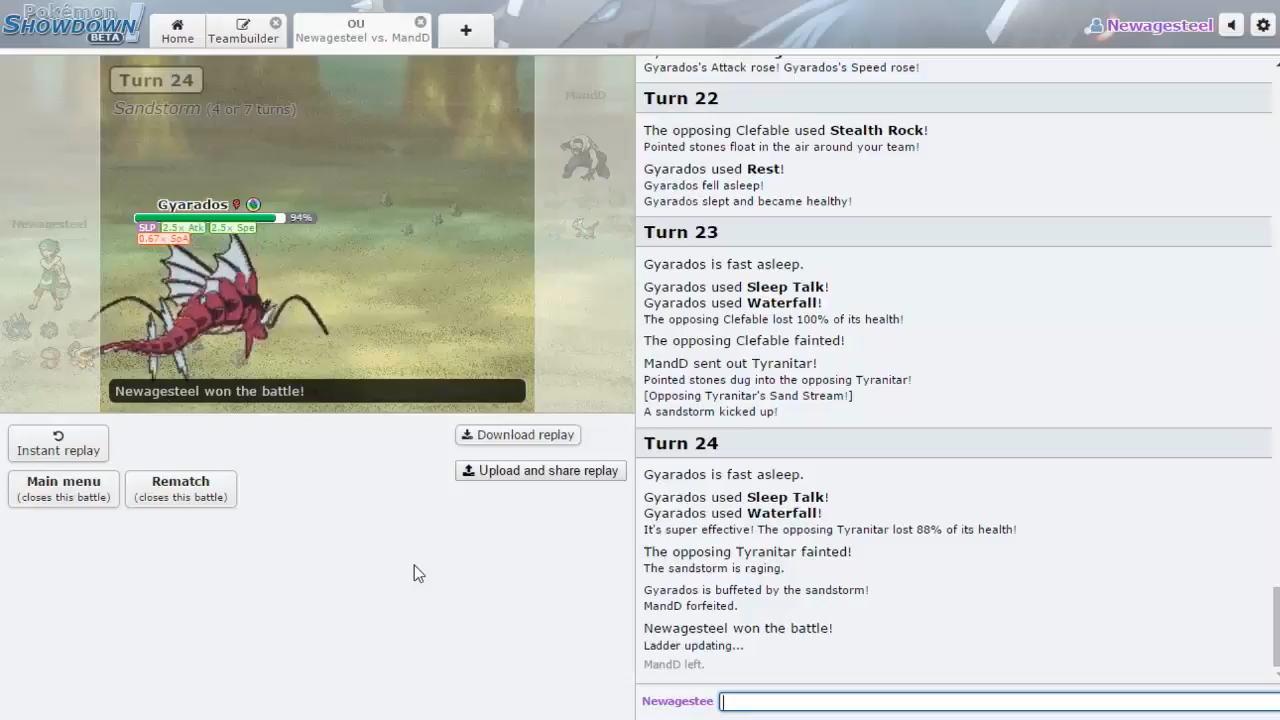 Pokémon
SHOWDOWN
BETA
Home
Teambuilder
OU
Newagesteel vs. MandD
+
Newagesteel
Turn 24
Sandstorm (4 or 7 turns)
MandD
Newagesteel
Gyarados
94%
SLP 2.5× Atk 2.5× Spe
0.67× SpA
Newagesteel won the battle!
Instant replay
Download replay
Upload and share replay
Main menu
(closes this battle)
Rematch
(closes this battle)
Gyarados's Attack rose! Gyarados's Speed rose!
Turn 22
The opposing Clefable used Stealth Rock!
Pointed stones float in the air around your team!
Gyarados used Rest!
Gyarados fell asleep!
Gyarados slept and became healthy!
Turn 23
Gyarados is fast asleep.
Gyarados used Sleep Talk!
Gyarados used Waterfall!
The opposing Clefable lost 100% of its health!
The opposing Clefable fainted!
MandD sent out Tyranitar!
Pointed stones dug into the opposing Tyranitar!
[Opposing Tyranitar's Sand Stream!]
A sandstorm kicked up!
Turn 24
Gyarados is fast asleep.
Gyarados used Sleep Talk!
Gyarados used Waterfall!
It's super effective! The opposing Tyranitar lost 88% of its health!
The opposing Tyranitar fainted!
The sandstorm is raging.
Gyarados is buffeted by the sandstorm!
MandD forfeited.
Newagesteel won the battle!
Ladder updating...
MandD left.
Newagestee